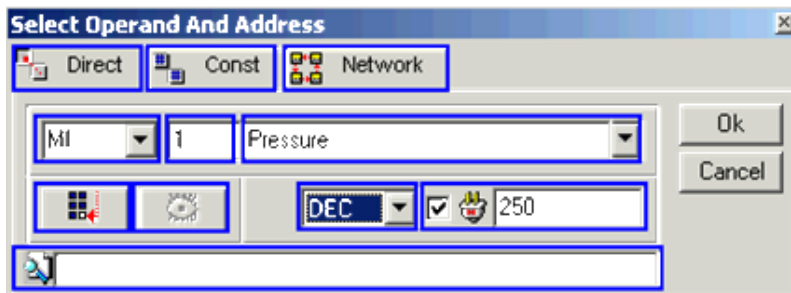 Select Operand And Address
Direct Const Network
MI 1 Pressure
Ok
Cancel
DEC 250